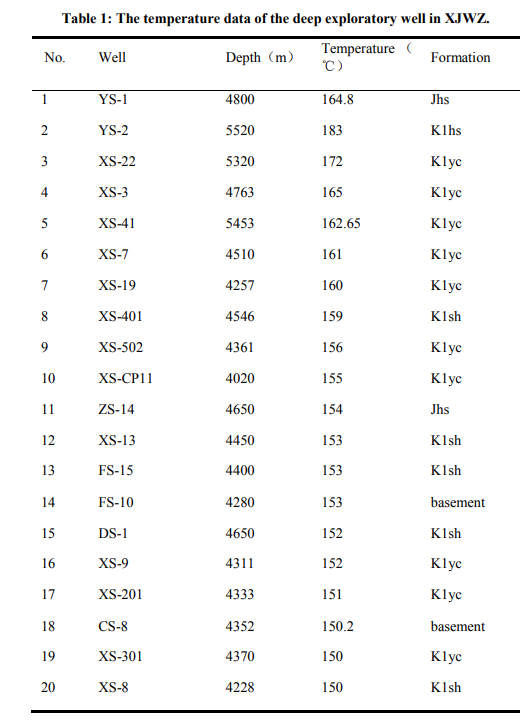 Table 1: The temperature data of the deep exploratory well in XJWZ.
No. Well Depth（m） Temperature （℃） Formation
1 YS-1 4800 164.8 Jhs
2 YS-2 5520 183 K1hs
3 XS-22 5320 172 K1yc
4 XS-3 4763 165 K1yc
5 XS-41 5453 162.65 K1yc
6 XS-7 4510 161 K1yc
7 XS-19 4257 160 K1yc
8 XS-401 4546 159 K1sh
9 XS-502 4361 156 K1yc
10 XS-CP11 4020 155 K1yc
11 ZS-14 4650 154 Jhs
12 XS-13 4450 153 K1sh
13 FS-15 4400 153 K1sh
14 FS-10 4280 153 basement
15 DS-1 4650 152 K1sh
16 XS-9 4311 152 K1yc
17 XS-201 4333 151 K1yc
18 CS-8 4352 150.2 basement
19 XS-301 4370 150 K1yc
20 XS-8 4228 150 K1sh